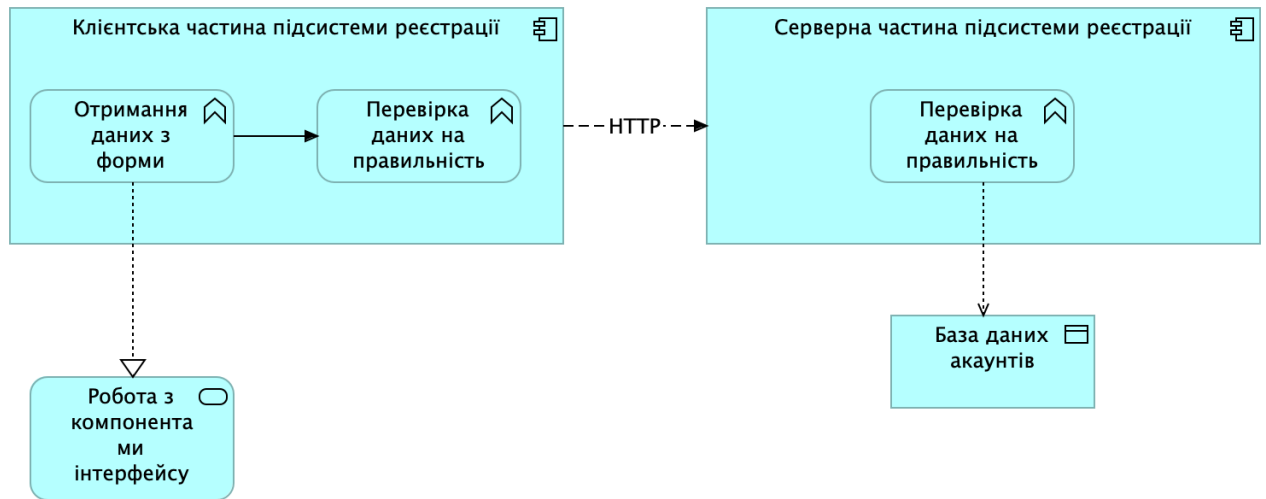 Клієнтська частина підсистеми реєстрації
Серверна частина підсистеми реєстрації
Отримання
даних з
форми
Перевірка
даних на
правильність
HTTP
Перевірка
даних на
правильність
База даних
акаунтів
Робота з
компонента
ми
інтерфейсу